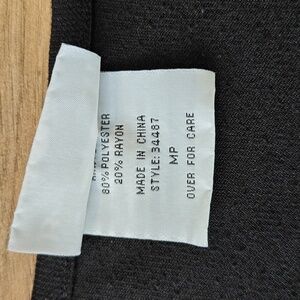 80% POLYESTER
20% RAYON
MADE IN CHINA
STYLE: 34487
MP
OVER FOR CARE